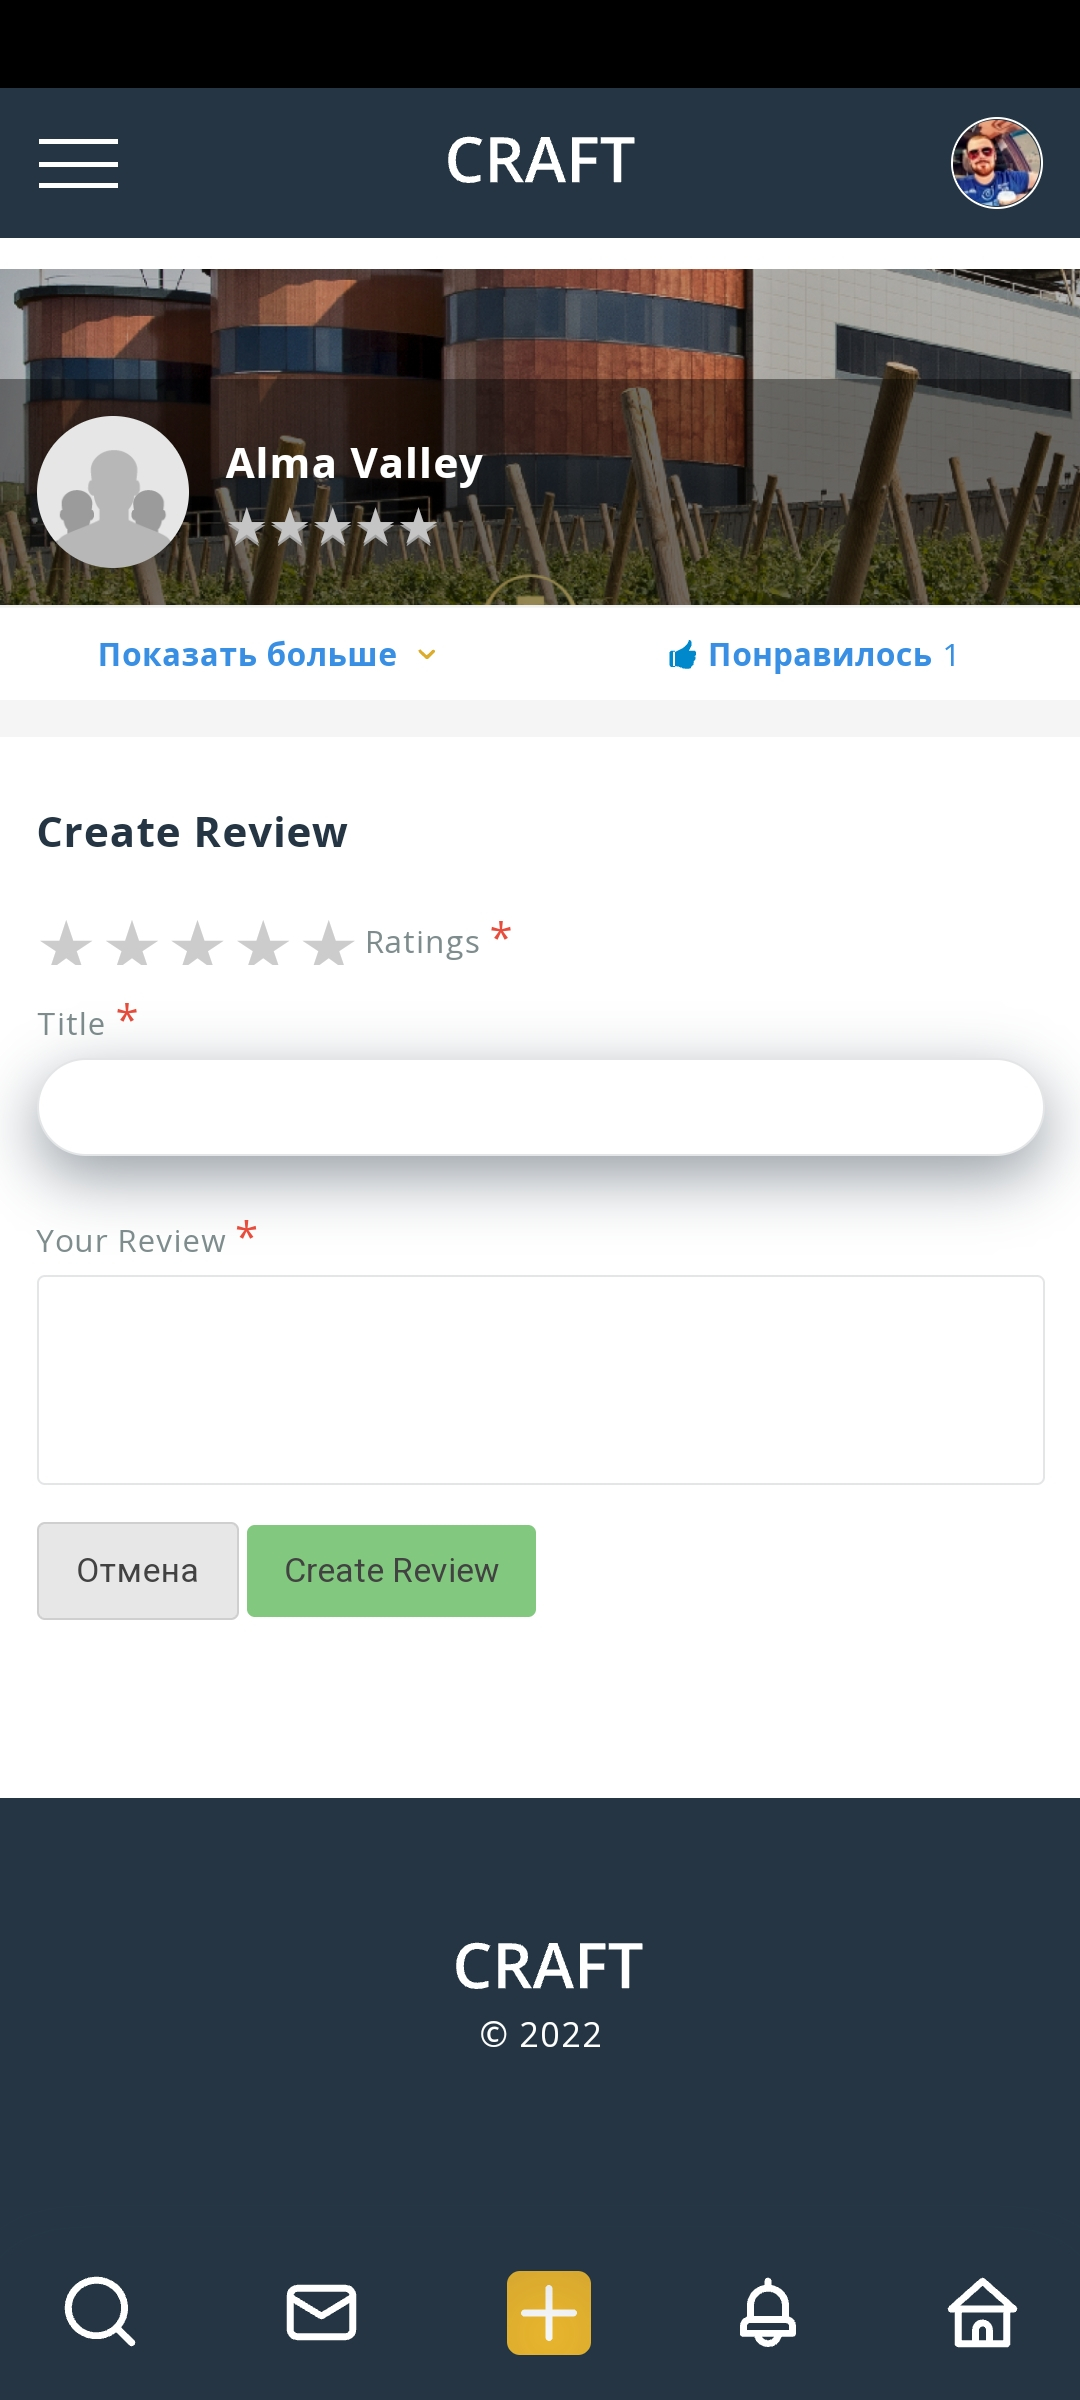 CRAFT
Alma Valley
Показать больше
Понравилось 1
Create Review
Ratings *
Title *
Your Review *
Отмена
Create Review
CRAFT
© 2022